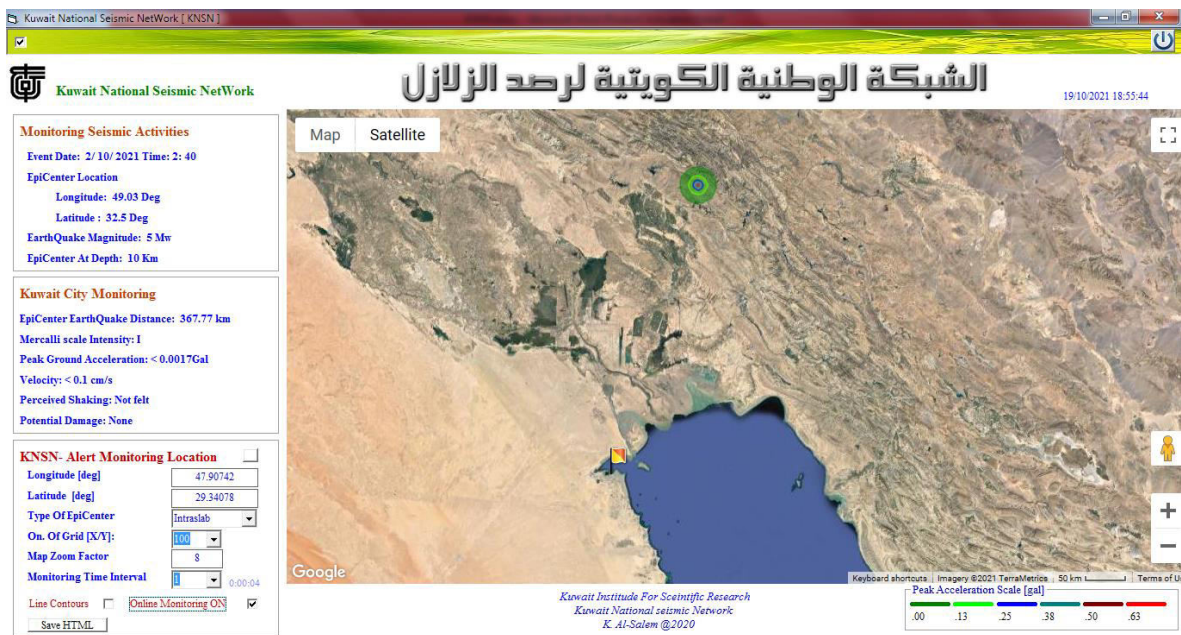 Kuwait National Seismic NetWork [ KNSN ]
Kuwait National Seismic NetWork
الشبكة الوطنية الكويتية لرصد الزلازل
19/10/2021 18:55:44
Monitoring Seismic Activities
Event Date: 2/ 10/ 2021 Time: 2: 40
EpiCenter Location
Longitude: 49.03 Deg
Latitude : 32.5 Deg
EarthQuake Magnitude: 5 Mw
EpiCenter At Depth: 10 Km
Kuwait City Monitoring
EpiCenter EarthQuake Distance: 367.77 km
Mercalli scale Intensity: I
Peak Ground Acceleration: < 0.0017Gal
Velocity: < 0.1 cm/s
Perceived Shaking: Not felt
Potential Damage: None
KNSN- Alert Monitoring Location
Longitude [deg] 47.90742
Latitude [deg] 29.34078
Type Of EpiCenter Intraslab
On. Of Grid [X/Y]: 100
Map Zoom Factor 8
Monitoring Time Interval 1 0:00:04
Line Contours Online Monitoring ON
Save HTML
Map Satellite
Google
Keyboard shortcuts Imagery ©2021 TerraMetrics 50 km Terms of U
Kuwait Institute For Sceintific Research
Kuwait National seismic Network
K. Al-Salem @2020
Peak Acceleration Scale [gal]
.00 .13 .25 .38 .50 .63